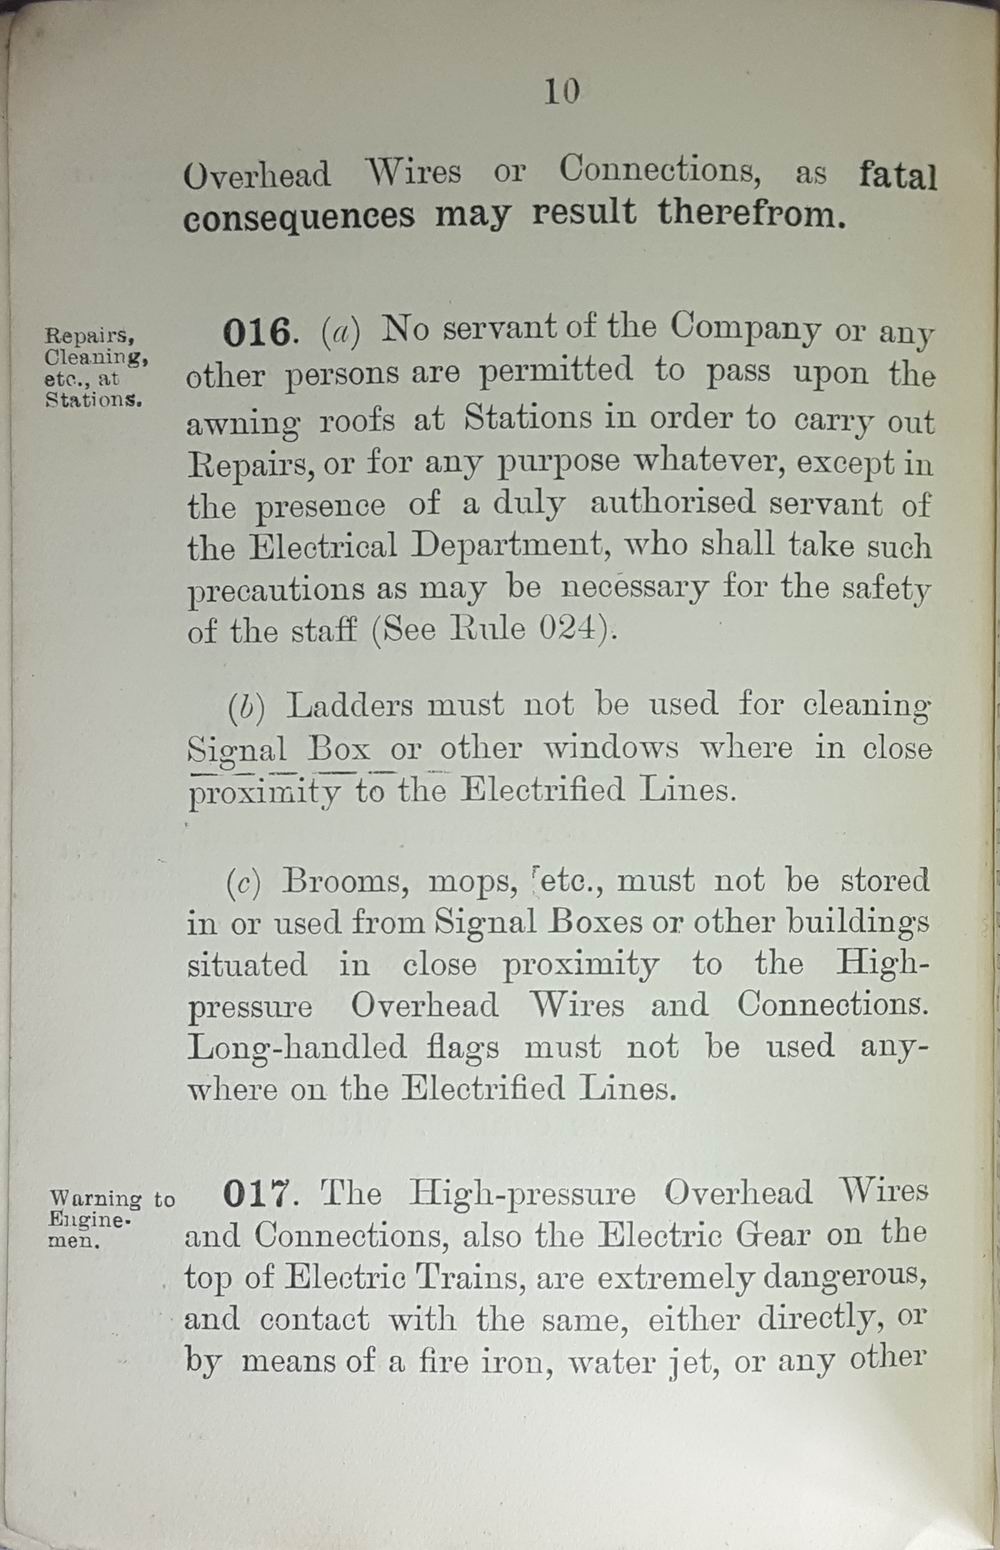 10
Overhead Wires or Connections, as fatal
consequences may result therefrom.
Repairs,
Cleaning,
etc., at
Stations.
016. (a) No servant of the Company or any
other persons are permitted to pass upon the
awning roofs at Stations in order to carry out
Repairs, or for any purpose whatever, except in
the presence of a duly authorised servant of
the Electrical Department, who shall take such
precautions as may be necessary for the safety
of the staff (See Rule 024).
(b) Ladders must not be used for cleaning
Signal Box or other windows where in close
proximity to the Electrified Lines.
(c) Brooms, mops, etc., must not be stored
in or used from Signal Boxes or other buildings
situated in close proximity to the High-
pressure Overhead Wires and Connections.
Long-handled flags must not be used any-
where on the Electrified Lines.
Warning to
Engine-
men.
017. The High-pressure Overhead Wires
and Connections, also the Electric Gear on the
top of Electric Trains, are extremely dangerous,
and contact with the same, either directly, or
by means of a fire iron, water jet, or any other